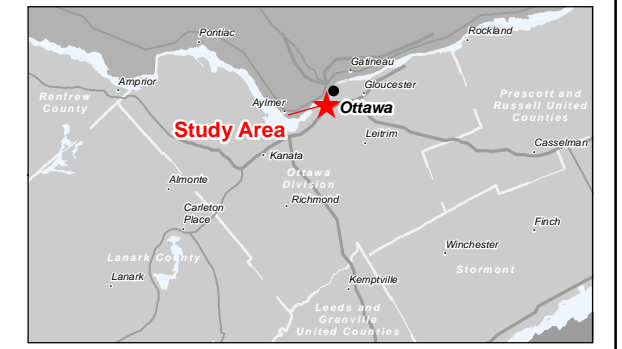 Pontiac
Rockland
Gatineau
Arnprior
Gloucester
Renfrew
County
Prescott and
Russell United
Counties
Aylmer
Ottawa
Study Area
Leitrim
Casselman
Kanata
Ottawa
Division
Almonte
Richmond
Carleton
Place
Finch
Winchester
Lanark County
Stormont
Lanark
Kemptville
Leeds and
Grenville
United Counties